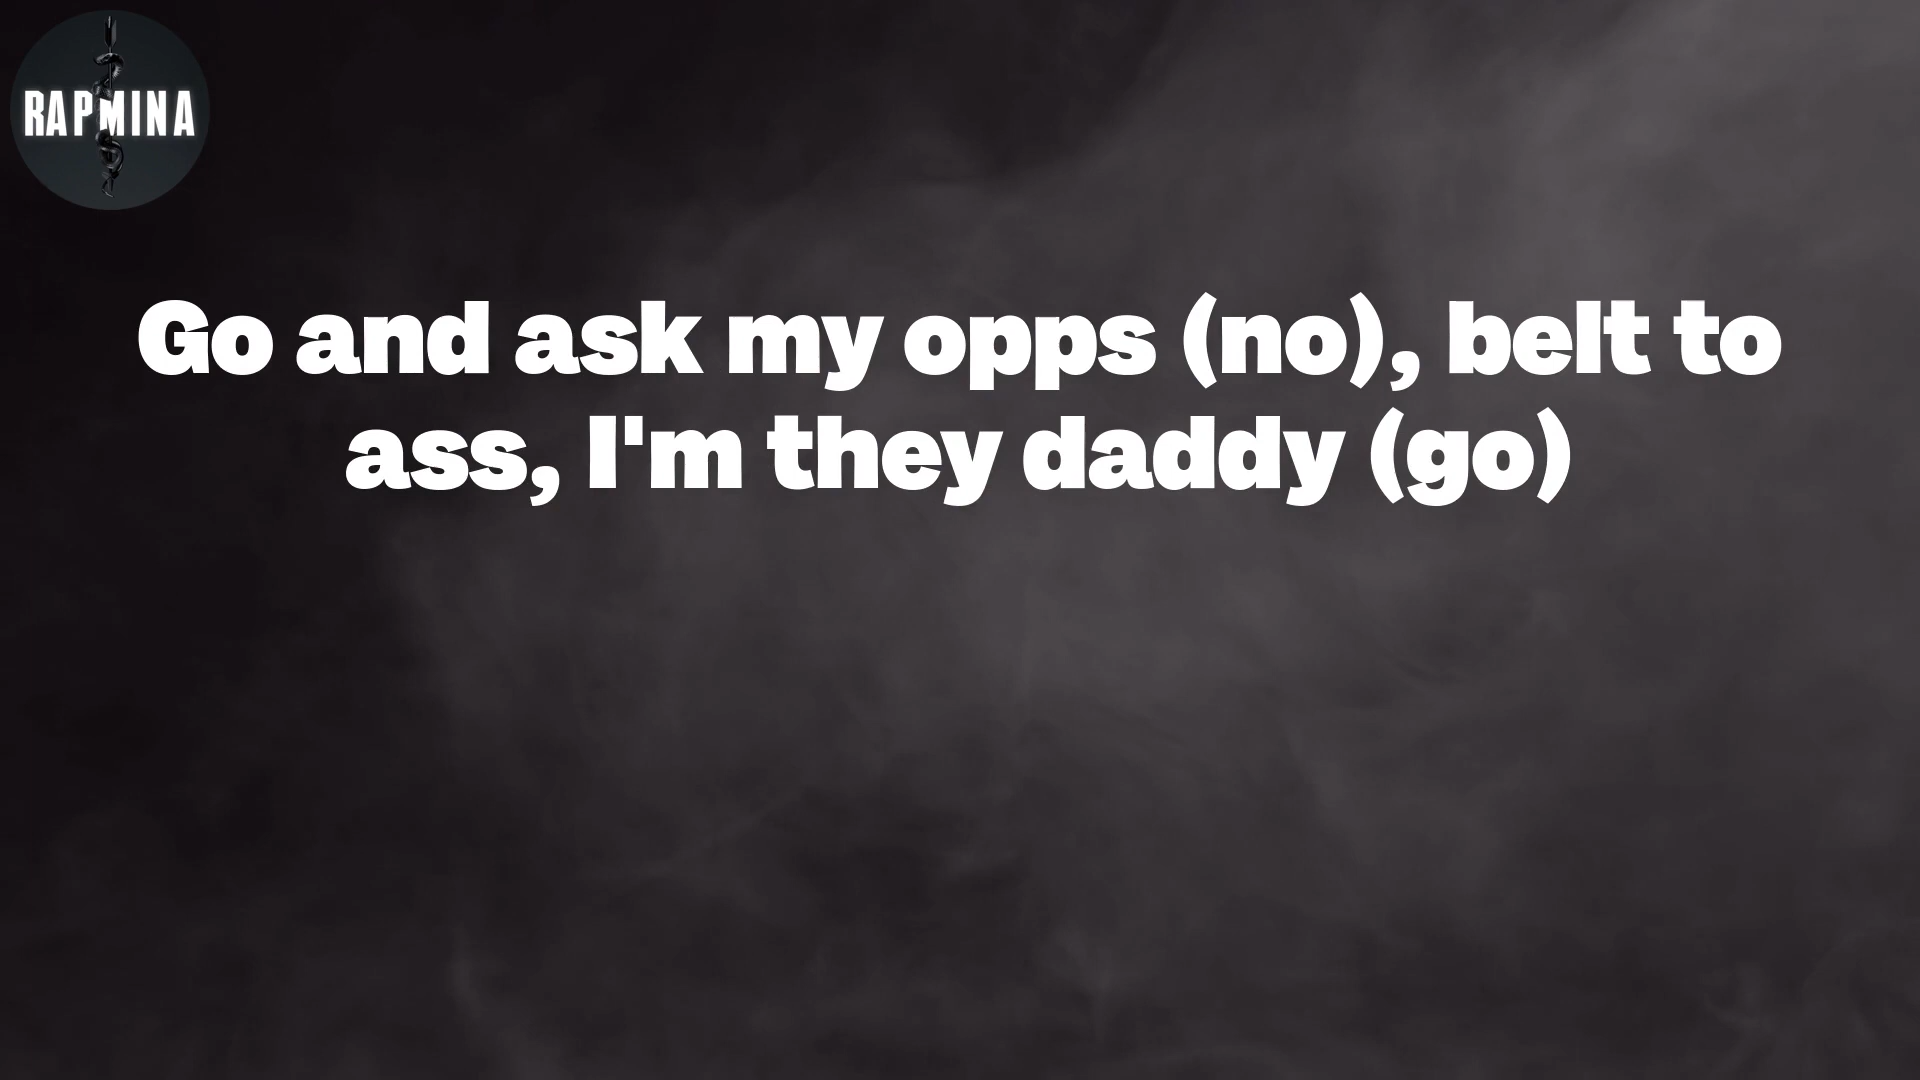 RAPMINA
Go and ask my opps (no), belt to
ass, I'm they daddy (go)